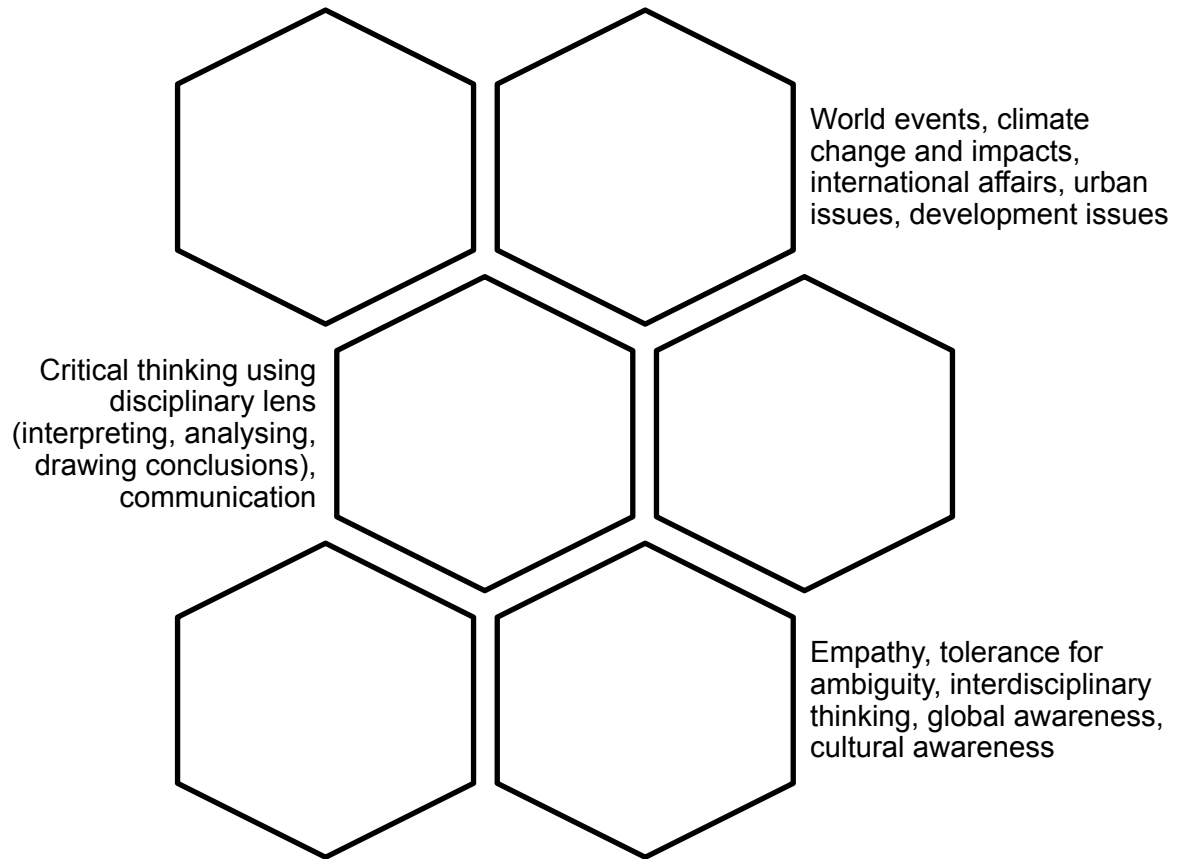 World events, climate
change and impacts,
international affairs, urban
issues, development issues
Critical thinking using
disciplinary lens
(interpreting, analysing,
drawing conclusions),
communication
Empathy, tolerance for
ambiguity, interdisciplinary
thinking, global awareness,
cultural awareness